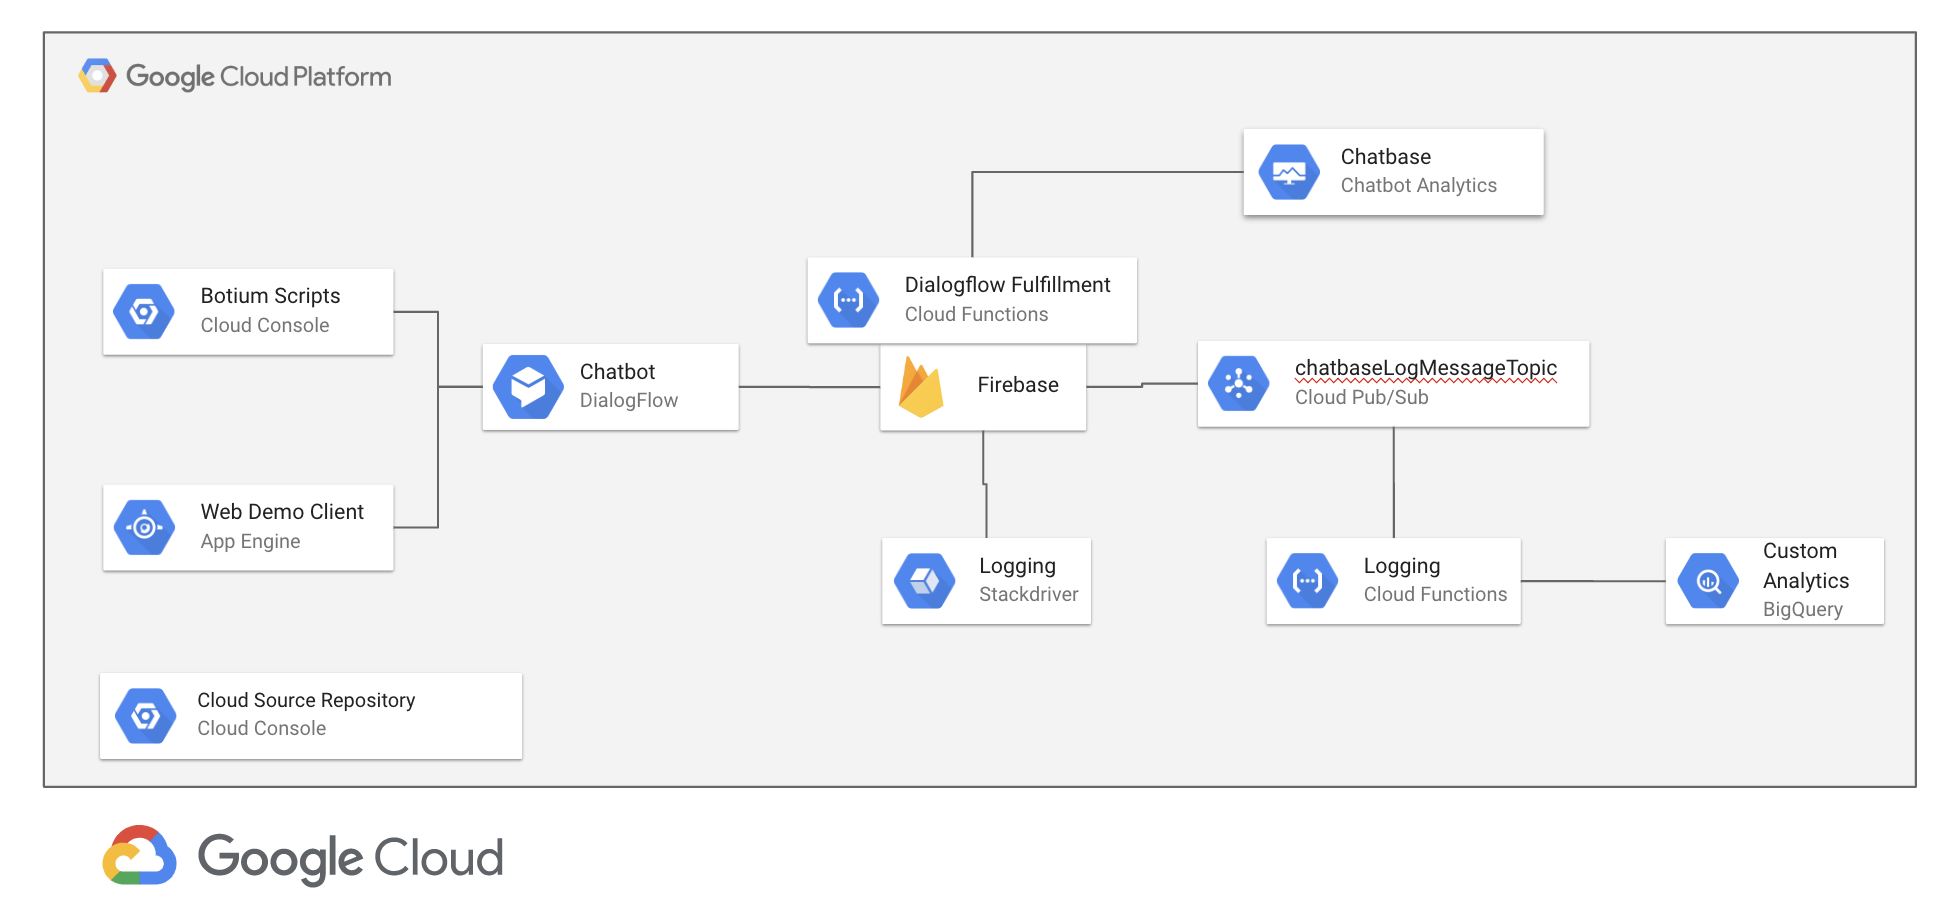 Google Cloud Platform
Chatbase
Chatbot Analytics
Botium Scripts
Cloud Console
Dialogflow Fulfillment
Cloud Functions
Chatbot
DialogFlow
Firebase
chatbaseLogMessageTopic
Cloud Pub/Sub
Web Demo Client
App Engine
Logging
Stackdriver
Logging
Cloud Functions
Custom
Analytics
BigQuery
Cloud Source Repository
Cloud Console
Google Cloud